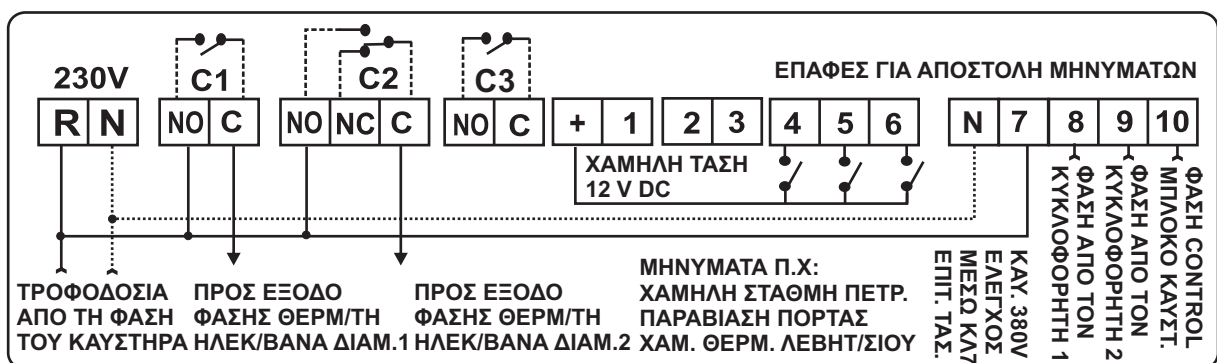 230V
C1
C2
C3
ΕΠΑΦΕΣ ΓΙΑ ΑΠΟΣΤΟΛΗ ΜΗΝΥΜΑΤΩΝ
R N
NO C
NO NC C
NO C
+ 1
2 3
4 5 6
N 7 8 9 10
ΧΑΜΗΛΗ ΤΑΣΗ
12 V DC
ΤΡΟΦΟΔΟΣΙΑ
ΑΠΟ ΤΗ ΦΑΣΗ
ΤΟΥ ΚΑΥΣΤΗΡΑ
ΠΡΟΣ ΕΞΟΔΟ
ΦΑΣΗΣ ΘΕΡΜ/ΤΗ
ΗΛΕΚ/ΒΑΝΑ ΔΙΑΜ.1
ΠΡΟΣ ΕΞΟΔΟ
ΦΑΣΗΣ ΘΕΡΜ/ΤΗ
ΗΛΕΚ/ΒΑΝΑ ΔΙΑΜ.2
ΜΗΝΥΜΑΤΑ Π.Χ:
ΧΑΜΗΛΗ ΣΤΑΘΜΗ ΠΕΤΡ.
ΠΑΡΑΒΙΑΣΗ ΠΟΡΤΑΣ
ΧΑΜ. ΘΕΡΜ. ΛΕΒΗΤ/ΣΙΟΥ
ΚΑΥ. 380V
ΕΛΕΓΧΟΣ
ΜΕΣΩ ΚΛ7
ΕΠΙΤ. ΤΑΣ.
ΦΑΣΗ ΑΠΟ ΤΟΝ
ΚΥΚΛΟΦΟΡΗΤΗ 1
ΦΑΣΗ ΑΠΟ ΤΟΝ
ΚΥΚΛΟΦΟΡΗΤΗ 2
ΦΑΣΗ CONTROL
ΜΠΛΟΚΟ ΚΑΥΣΤ.